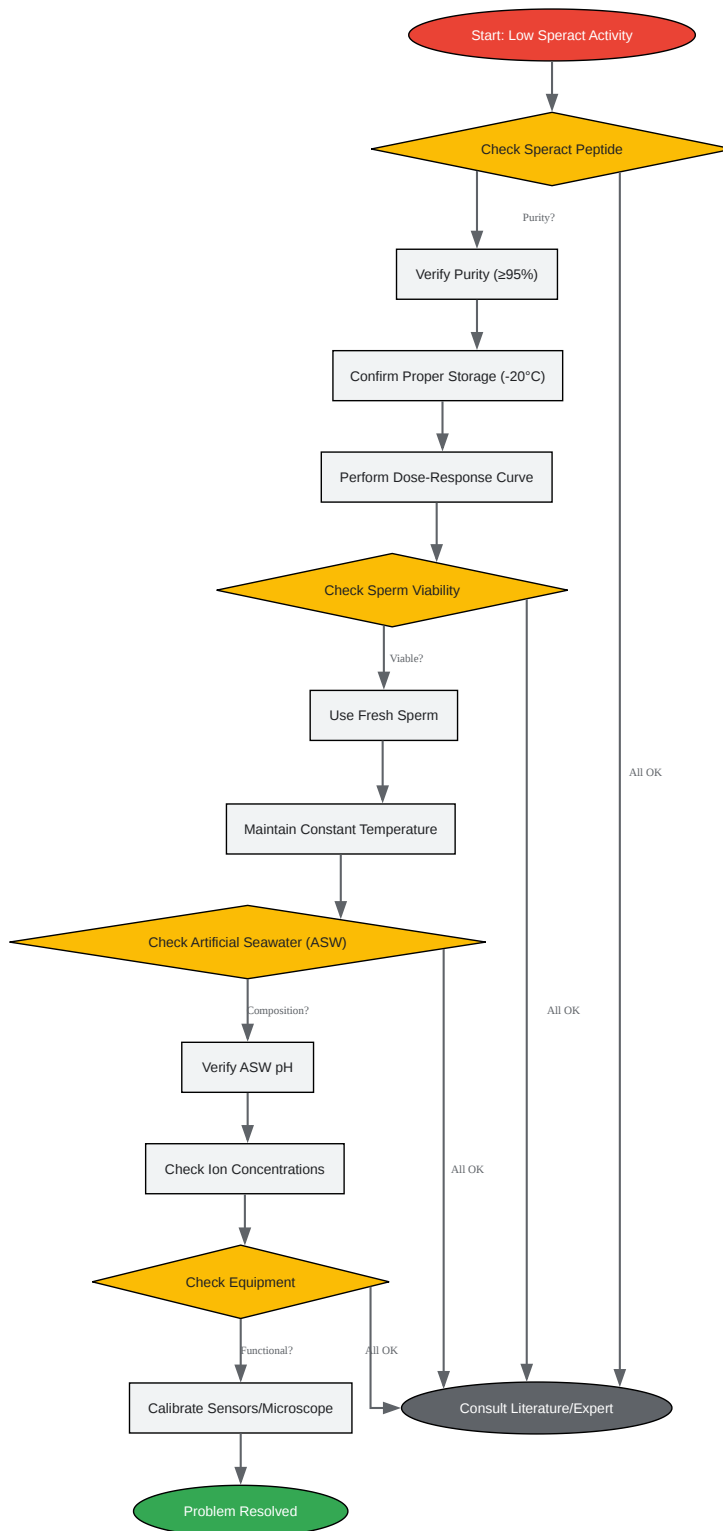 Start: Low Speract Activity
Check Speract Peptide
Purity?
Verify Purity (≥95%)
Confirm Proper Storage (-20°C)
Perform Dose-Response Curve
Check Sperm Viability
Viable?
Use Fresh Sperm
All OK
Maintain Constant Temperature
Check Artificial Seawater (ASW)
Composition?
All OK
Verify ASW pH
Check Ion Concentrations
All OK
Check Equipment
Functional?
All OK
Calibrate Sensors/Microscope
Consult Literature/Expert
Problem Resolved